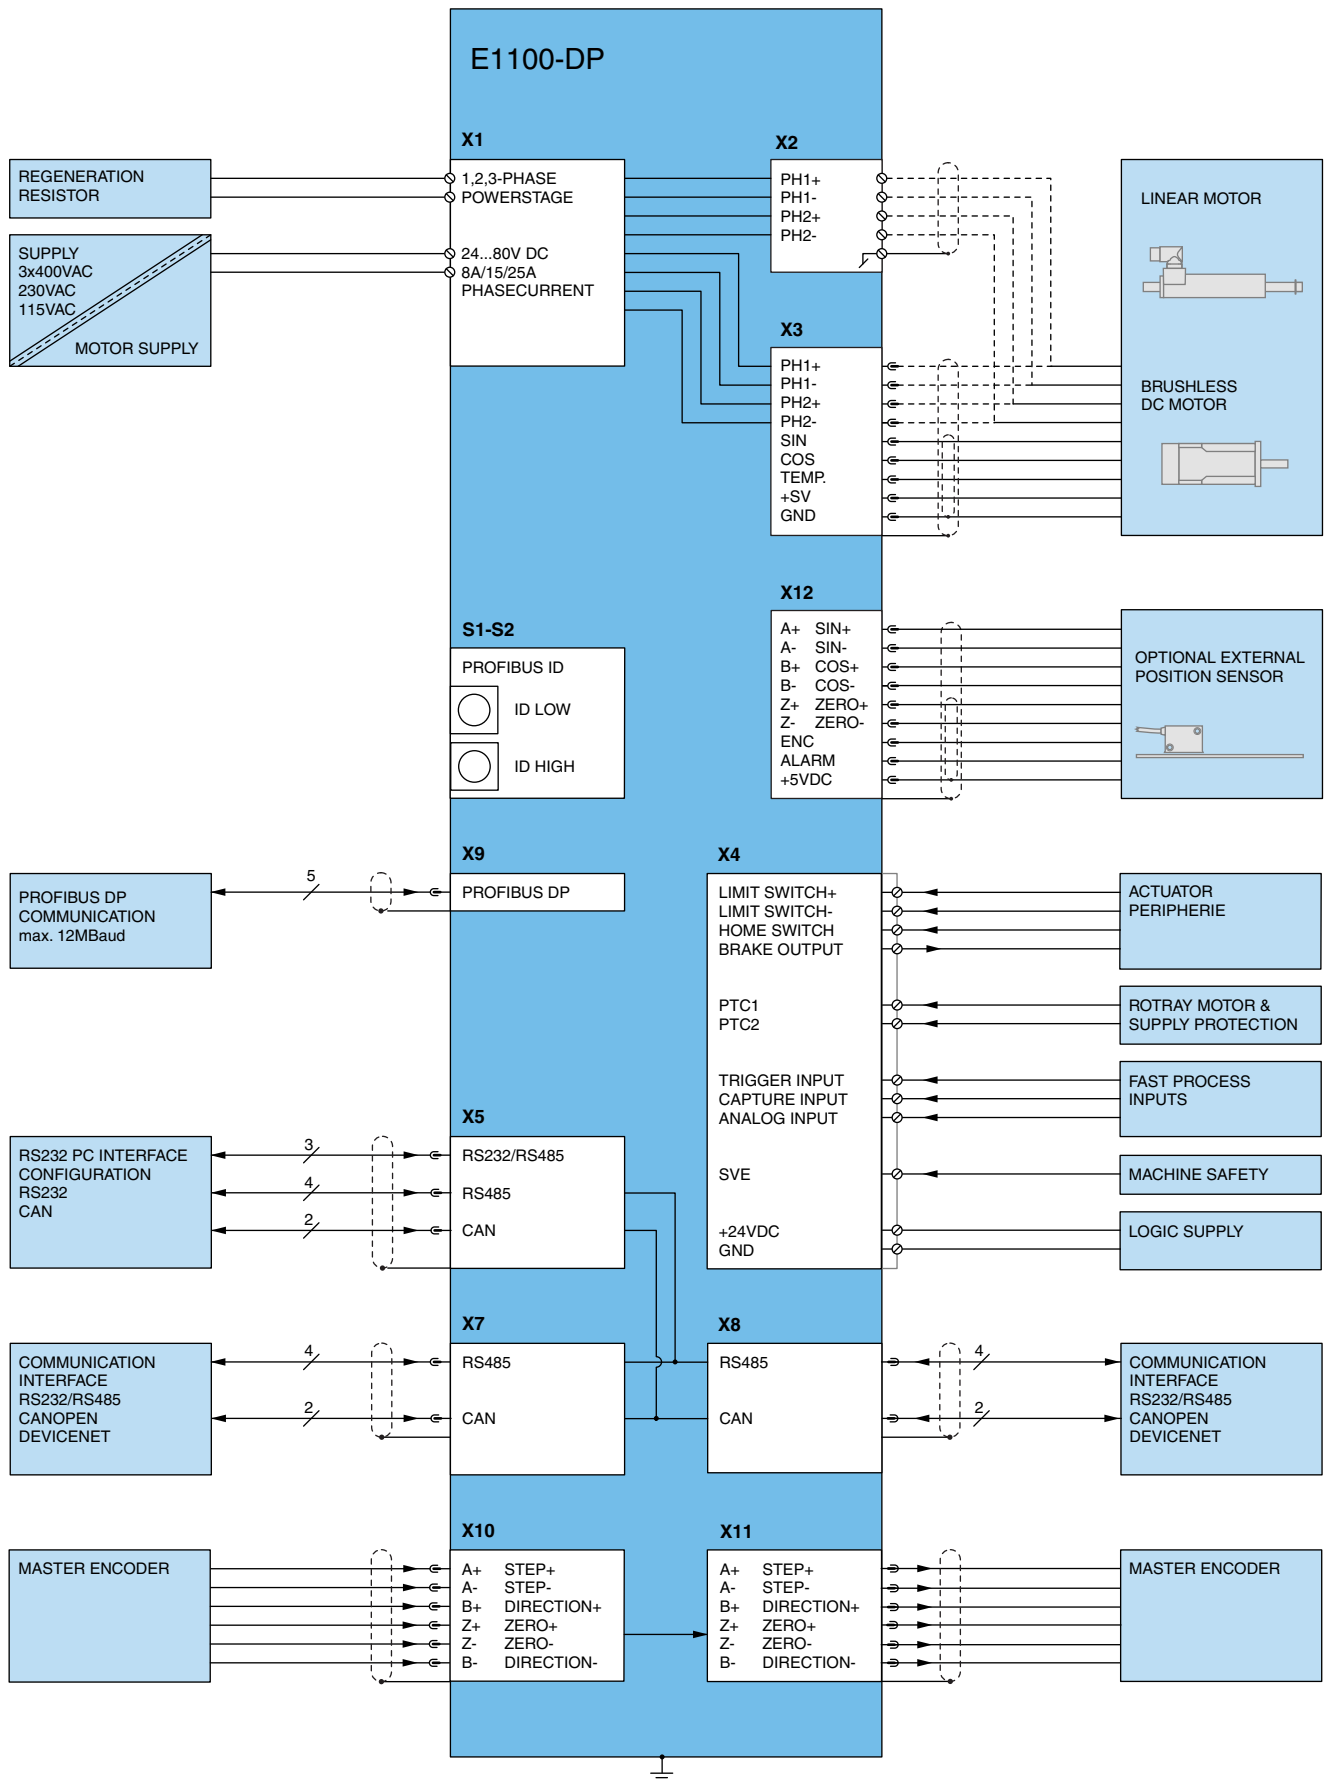 E1100-DP
X1
REGENERATION
RESISTOR
SUPPLY
3x400VAC
230VAC
115VAC
MOTOR SUPPLY
1,2,3-PHASE
POWERSTAGE
24...80V DC
8A/15/25A
PHASECURRENT
X2
PH1+
PH1-
PH2+
PH2-
X3
PH1+
PH1-
PH2+
PH2-
SIN
COS
TEMP.
+SV
GND
LINEAR MOTOR
BRUSHLESS
DC MOTOR
S1-S2
PROFIBUS ID
ID LOW
ID HIGH
X12
A+ SIN+
A- SIN-
B+ COS+
B- COS-
Z+ ZERO+
Z- ZERO-
ENC
ALARM
+5VDC
OPTIONAL EXTERNAL
POSITION SENSOR
PROFIBUS DP
COMMUNICATION
max. 12MBaud
5
X9
PROFIBUS DP
X4
LIMIT SWITCH+
LIMIT SWITCH-
HOME SWITCH
BRAKE OUTPUT
PTC1
PTC2
TRIGGER INPUT
CAPTURE INPUT
ANALOG INPUT
SVE
+24VDC
GND
ACTUATOR
PERIPHERIE
ROTRAY MOTOR &
SUPPLY PROTECTION
FAST PROCESS
INPUTS
MACHINE SAFETY
LOGIC SUPPLY
RS232 PC INTERFACE
CONFIGURATION
RS232
CAN
3
4
2
X5
RS232/RS485
RS485
CAN
COMMUNICATION
INTERFACE
RS232/RS485
CANOPEN
DEVICENET
4
2
X7
RS485
CAN
X8
RS485
CAN
4
2
COMMUNICATION
INTERFACE
RS232/RS485
CANOPEN
DEVICENET
MASTER ENCODER
X10
A+ STEP+
A- STEP-
B+ DIRECTION+
Z+ ZERO+
Z- ZERO-
B- DIRECTION-
X11
A+ STEP+
A- STEP-
B+ DIRECTION+
Z+ ZERO+
Z- ZERO-
B- DIRECTION-
MASTER ENCODER